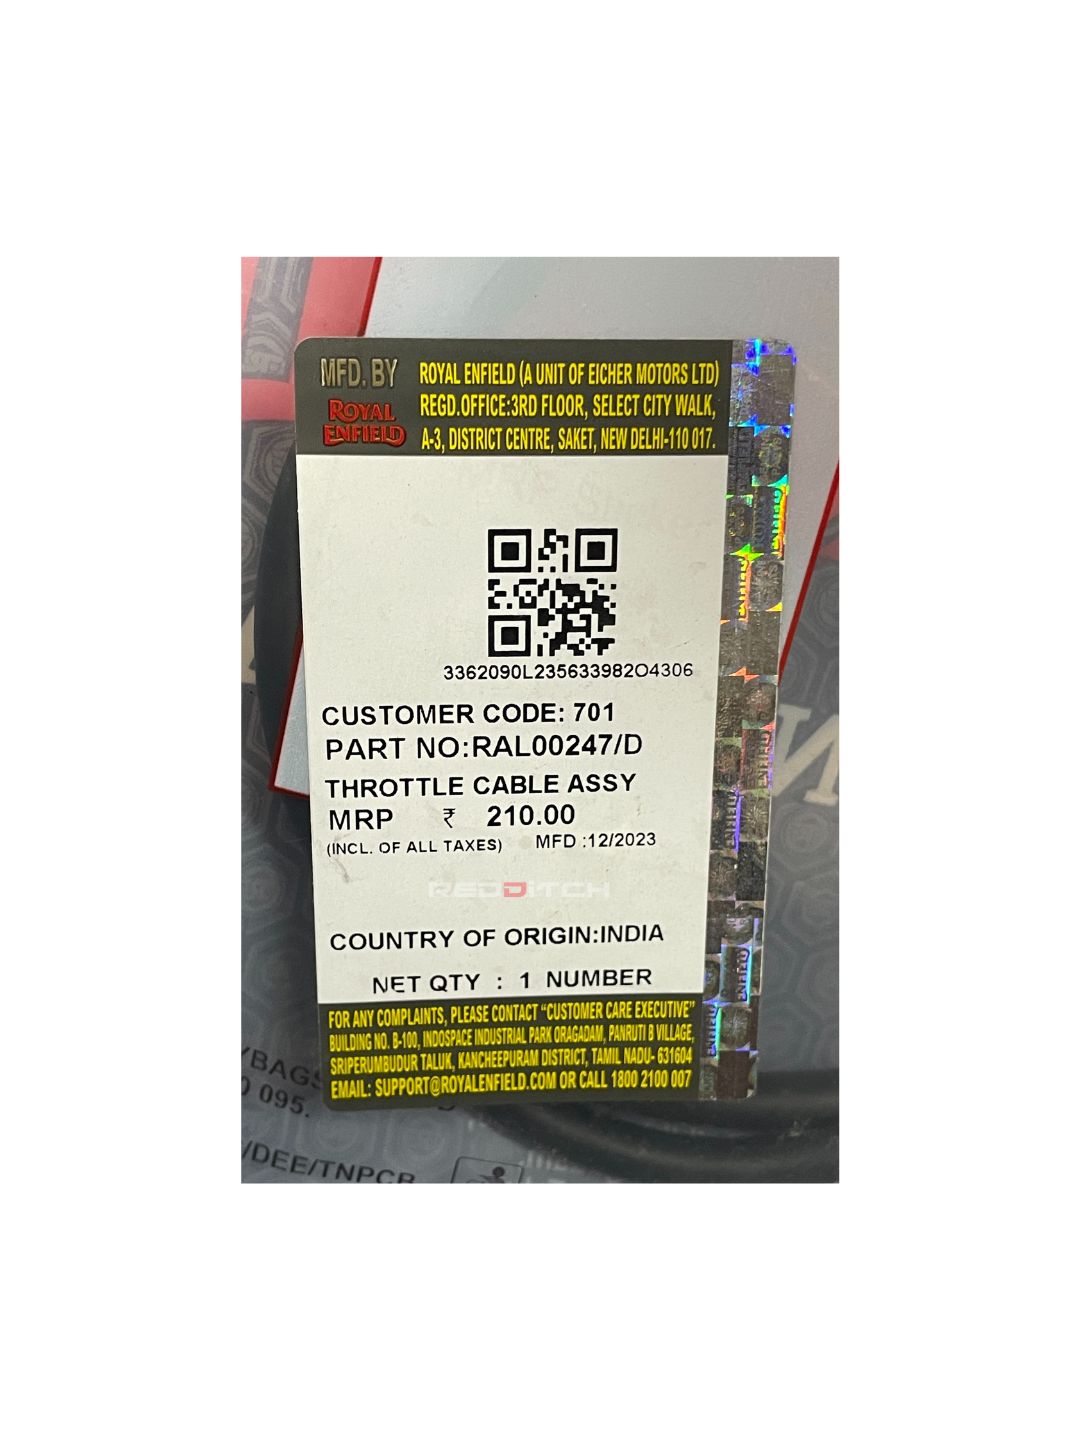 MFD. BY
ROYAL
ENFIELD
ROYAL ENFIELD (A UNIT OF EICHER MOTORS LTD)
REGD.OFFICE:3RD FLOOR, SELECT CITY WALK,
A-3, DISTRICT CENTRE, SAKET, NEW DELHI-110 017.
3362090L235633982O4306
CUSTOMER CODE: 701
PART NO:RAL00247/D
THROTTLE CABLE ASSY
MRP ₹ 210.00
(INCL. OF ALL TAXES) MFD :12/2023
REDDITCH
COUNTRY OF ORIGIN:INDIA
NET QTY : 1 NUMBER
FOR ANY COMPLAINTS, PLEASE CONTACT “CUSTOMER CARE EXECUTIVE”
BUILDING NO. B-100, INDOSPACE INDUSTRIAL PARK ORAGADAM, PANRUTI B VILLAGE,
SRIPERUMBUDUR TALUK, KANCHEEPURAM DISTRICT, TAMIL NADU- 631604
EMAIL: SUPPORT@ROYALENFIELD.COM OR CALL 1800 2100 007
095.
/DEE/TNPCB